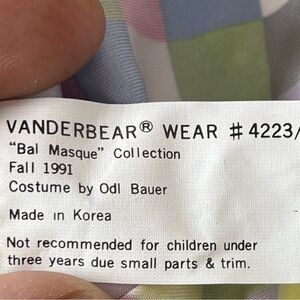 VANDERBEAR® WEAR # 4223/
"Bal Masque" Collection
Fall 1991
Costume by Odl Bauer
Made in Korea
Not recommended for children under
three years due small parts & trim.